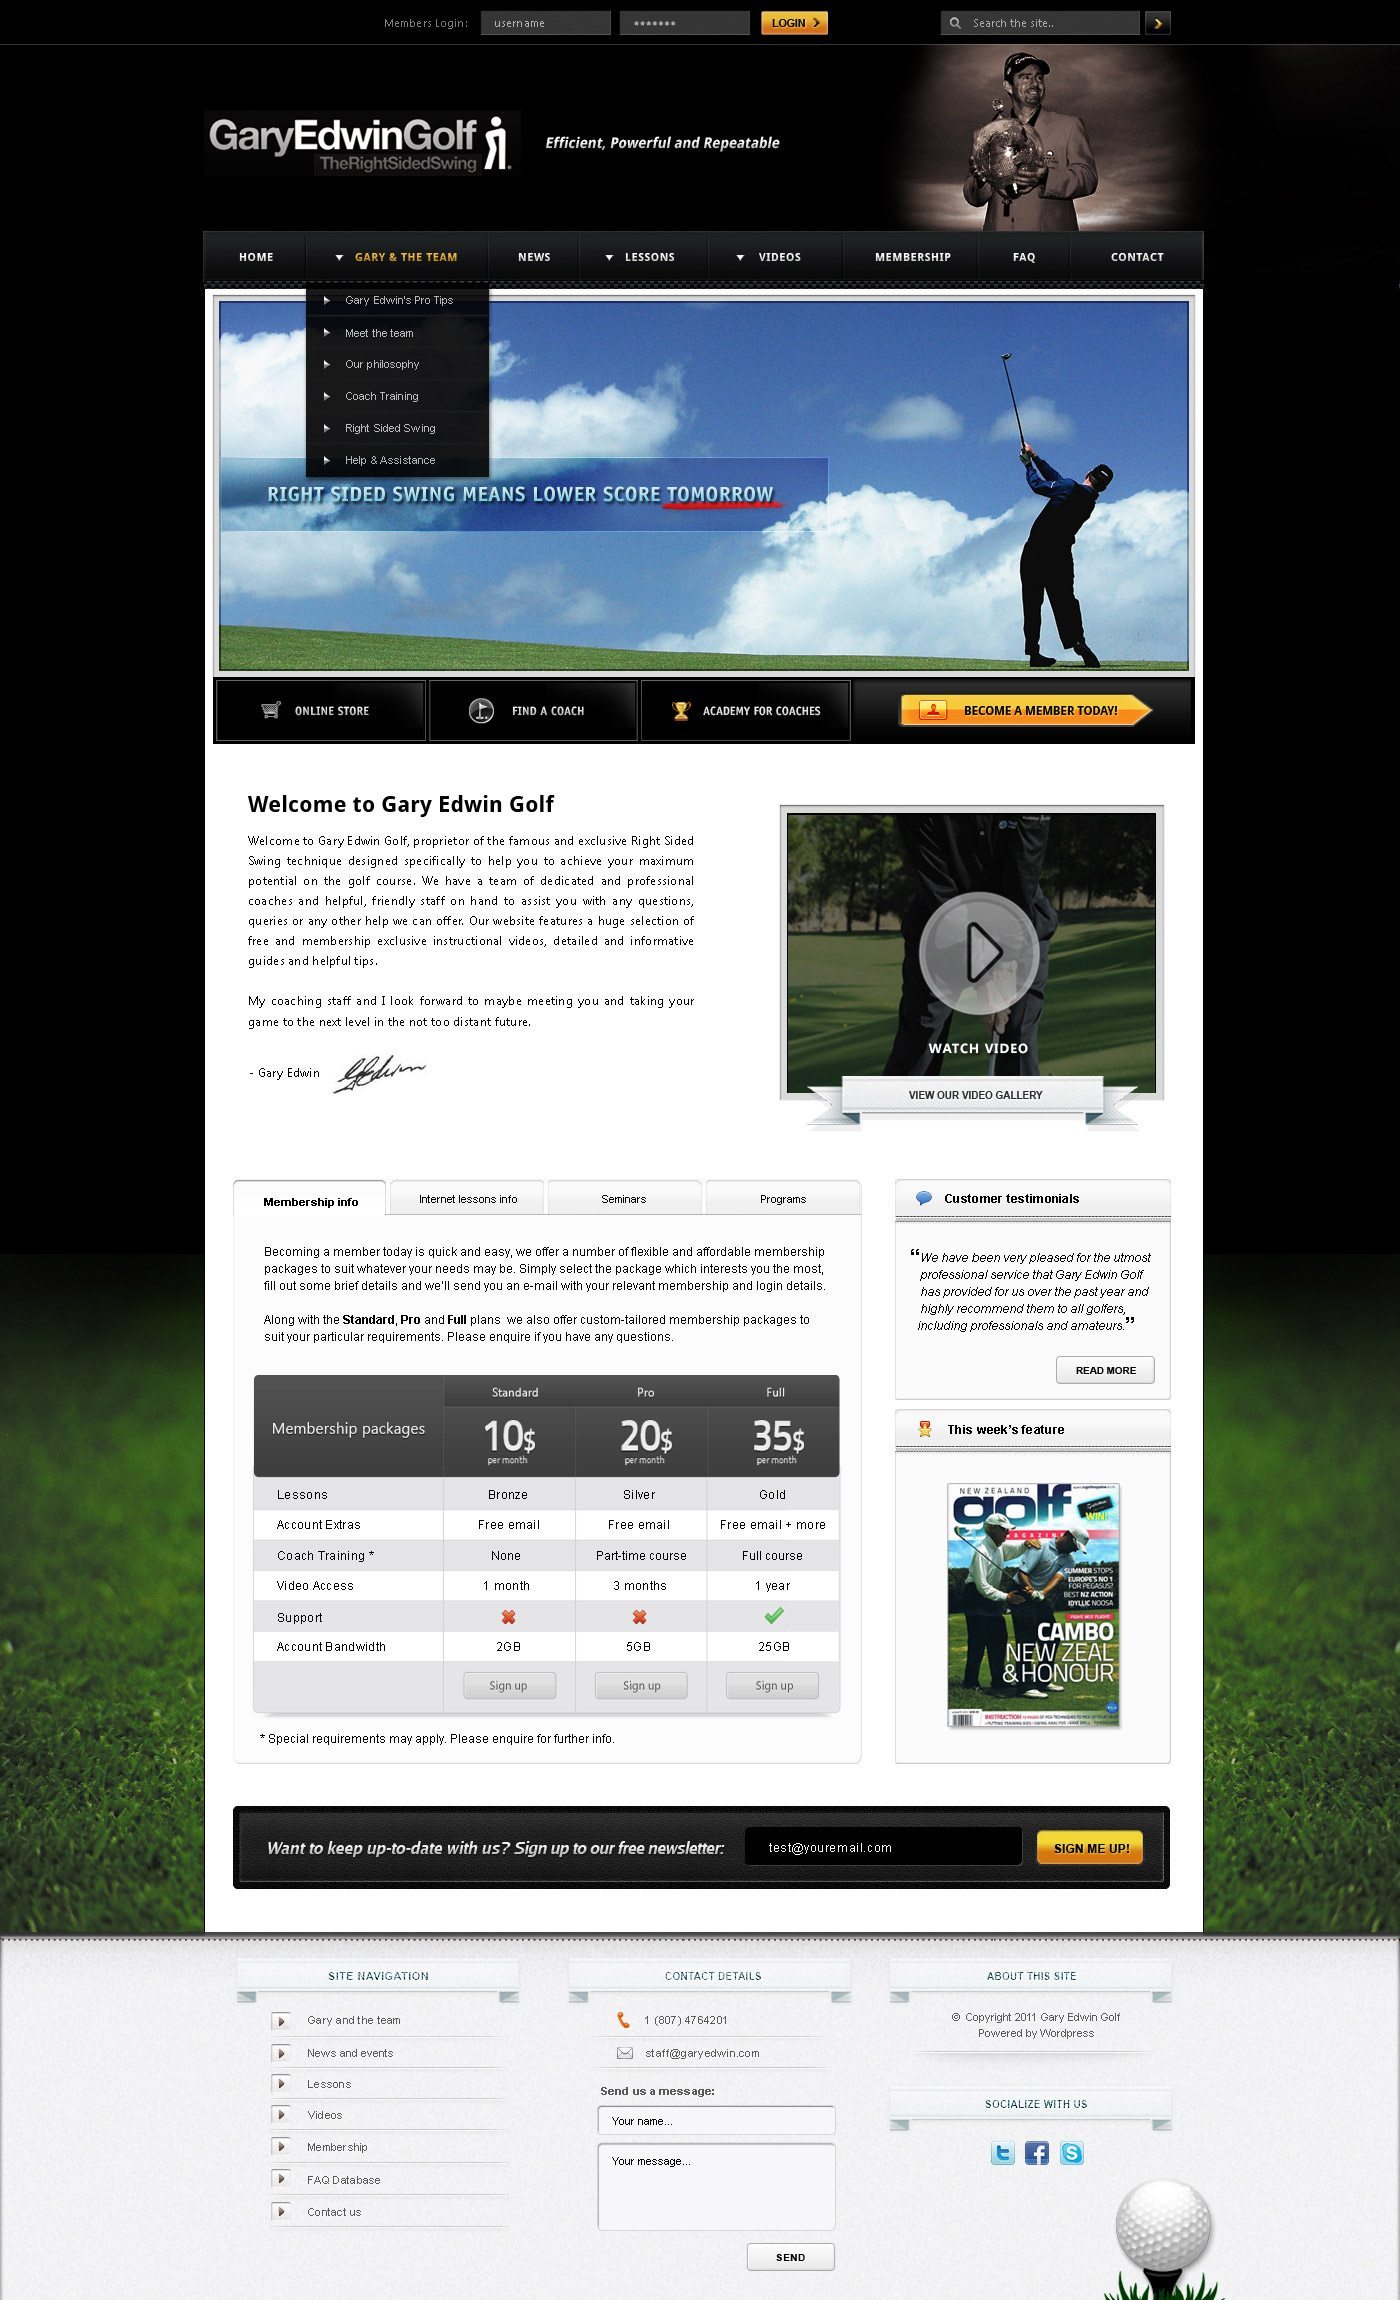 Members Login:
username
*******
LOGIN
Search the site..
GaryEdwinGolf
TheRightSidedSwing
Efficient, Powerful and Repeatable
HOME
GARY & THE TEAM
NEWS
LESSONS
VIDEOS
MEMBERSHIP
FAQ
CONTACT
Gary Edwin's Pro Tips
Meet the team
Our philosophy
Coach Training
Right Sided Swing
Help & Assistance
RIGHT SIDED SWING MEANS LOWER SCORE TOMORROW
ONLINE STORE
FIND A COACH
ACADEMY FOR COACHES
BECOME A MEMBER TODAY!
Welcome to Gary Edwin Golf
Welcome to Gary Edwin Golf, proprietor of the famous and exclusive Right Sided
Swing technique designed specifically to help you to achieve your maximum
potential on the golf course. We have a team of dedicated and professional
coaches and helpful, friendly staff on hand to assist you with any questions,
queries or any other help we can offer. Our website features a huge selection of
free and membership exclusive instructional videos, detailed and informative
guides and helpful tips.
My coaching staff and I look forward to maybe meeting you and taking your
game to the next level in the not too distant future.
- Gary Edwin
WATCH VIDEO
VIEW OUR VIDEO GALLERY
Membership info
Internet lessons info
Seminars
Programs
Becoming a member today is quick and easy, we offer a number of flexible and affordable membership
packages to suit whatever your needs may be. Simply select the package which interests you the most,
fill out some brief details and we'll send you an e-mail with your relevant membership and login details.
Along with the Standard, Pro and Full plans we also offer custom-tailored membership packages to
suit your particular requirements. Please enquire if you have any questions.
Membership packages
Standard
Pro
Full
10$
20$
35$
per month
per month
per month
Lessons Bronze Silver Gold
Account Extras Free email Free email Free email + more
Coach Training * None Part-time course Full course
Video Access 1 month 3 months 1 year
Support
Account Bandwidth 2GB 5GB 25GB
Sign up Sign up Sign up
* Special requirements may apply. Please enquire for further info.
Customer testimonials
“We have been very pleased for the utmost
professional service that Gary Edwin Golf
has provided for us over the past year and
highly recommend them to all golfers,
including professionals and amateurs.”
READ MORE
This week's feature
NEW ZEALAND
golf
MAGAZINE
WIN!
SUMMER STOPS
EUROPE'S NO 1
FOR PEGASUS?
BEST NZ ACTION
IDYLLIC NOOSA
FIGHT NOT FLIGHT
CAMBO
NEW ZEAL
& HONOUR
INSTRUCTION
Want to keep up-to-date with us? Sign up to our free newsletter:
test@youremail.com
SIGN ME UP!
SITE NAVIGATION
Gary and the team
News and events
Lessons
Videos
Membership
FAQ Database
Contact us
CONTACT DETAILS
1 (807) 4764201
staff@garyedwin.com
Send us a message:
Your name...
Your message...
SEND
ABOUT THIS SITE
© Copyright 2011 Gary Edwin Golf
Powered by Wordpress
SOCIALIZE WITH US